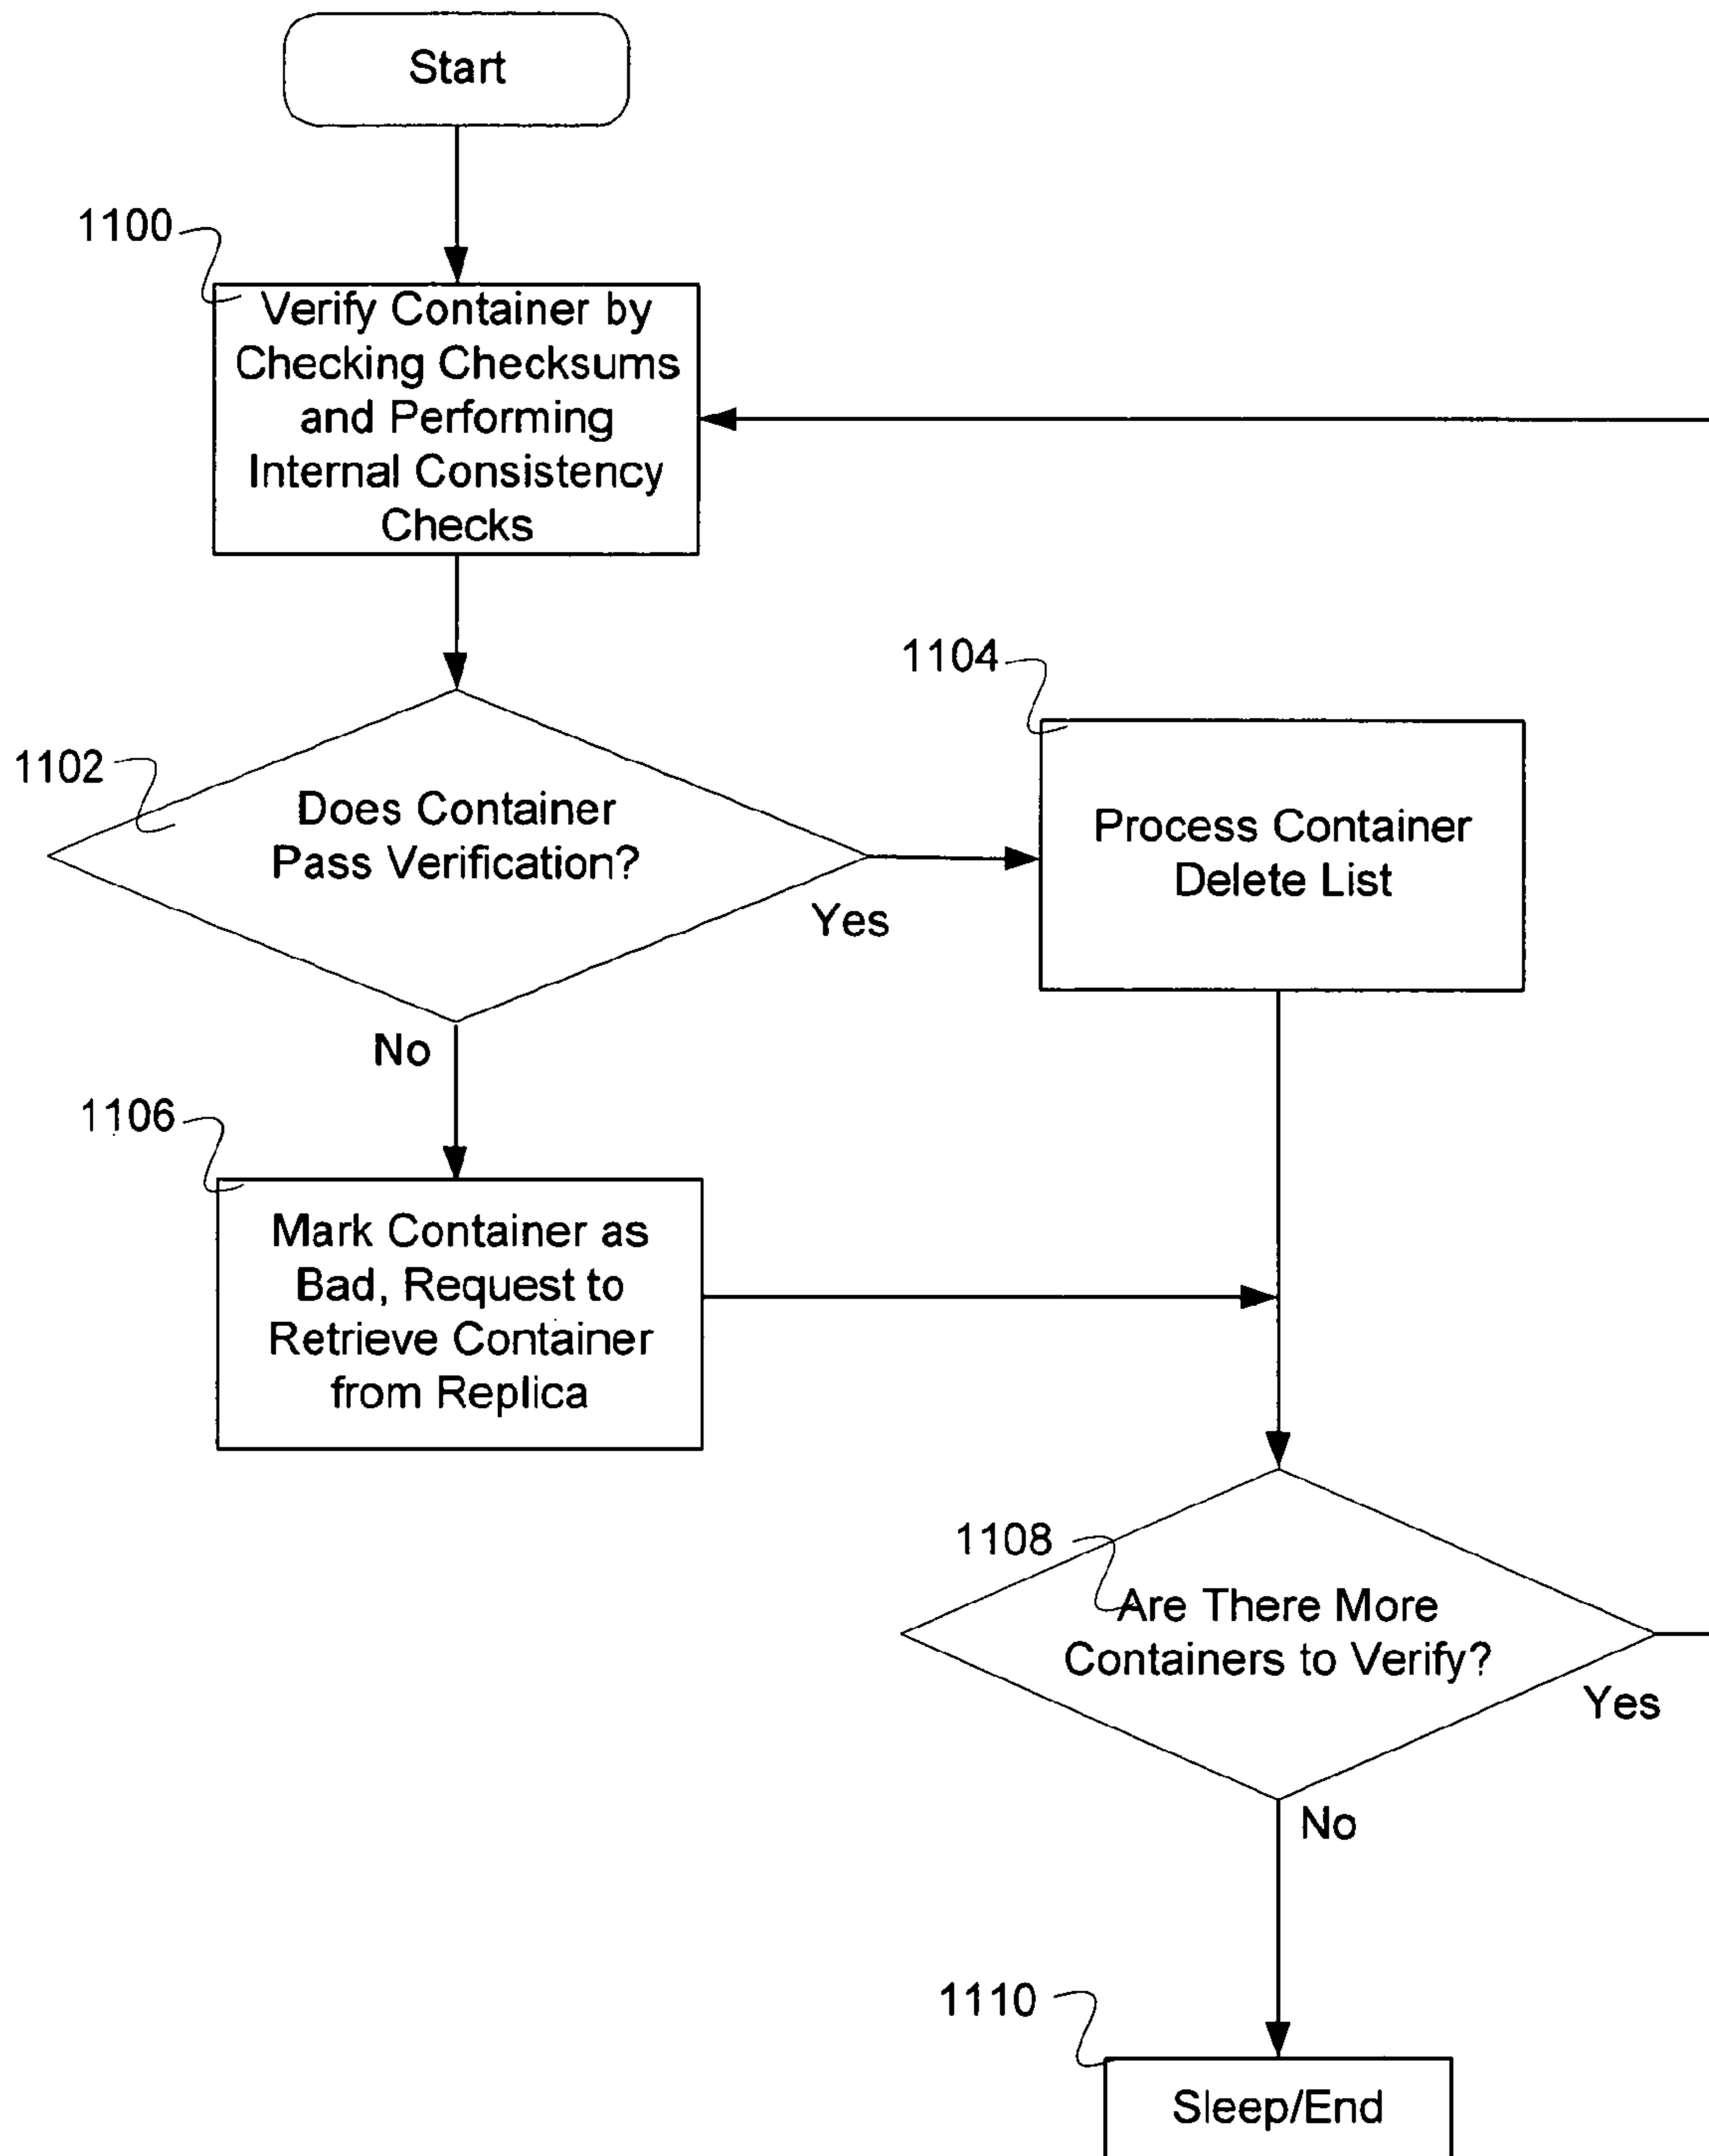 Start
1100
Verify Container by
Checking Checksums
and Performing
Internal Consistency
Checks
1102
Does Container
Pass Verification?
Yes
No
1104
Process Container
Delete List
1106
Mark Container as
Bad, Request to
Retrieve Container
from Replica
1108
Are There More
Containers to Verify?
Yes
No
1110
Sleep/End